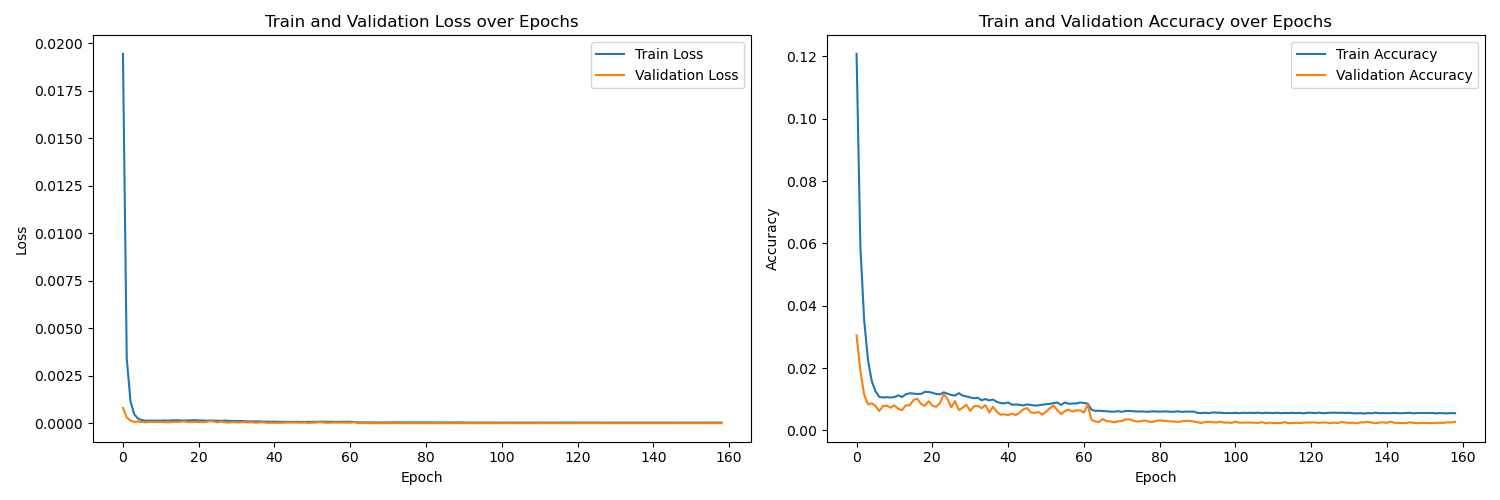 Train and Validation Loss over Epochs
0.0200
0.0175
0.0150
0.0125
0.0100
0.0075
0.0050
0.0025
0.0000
Loss
Train Loss
Validation Loss
0 20 40 60 80 100 120 140 160
Epoch
Train and Validation Accuracy over Epochs
0.12
0.10
0.08
0.06
0.04
0.02
0.00
Accuracy
Train Accuracy
Validation Accuracy
0 20 40 60 80 100 120 140 160
Epoch